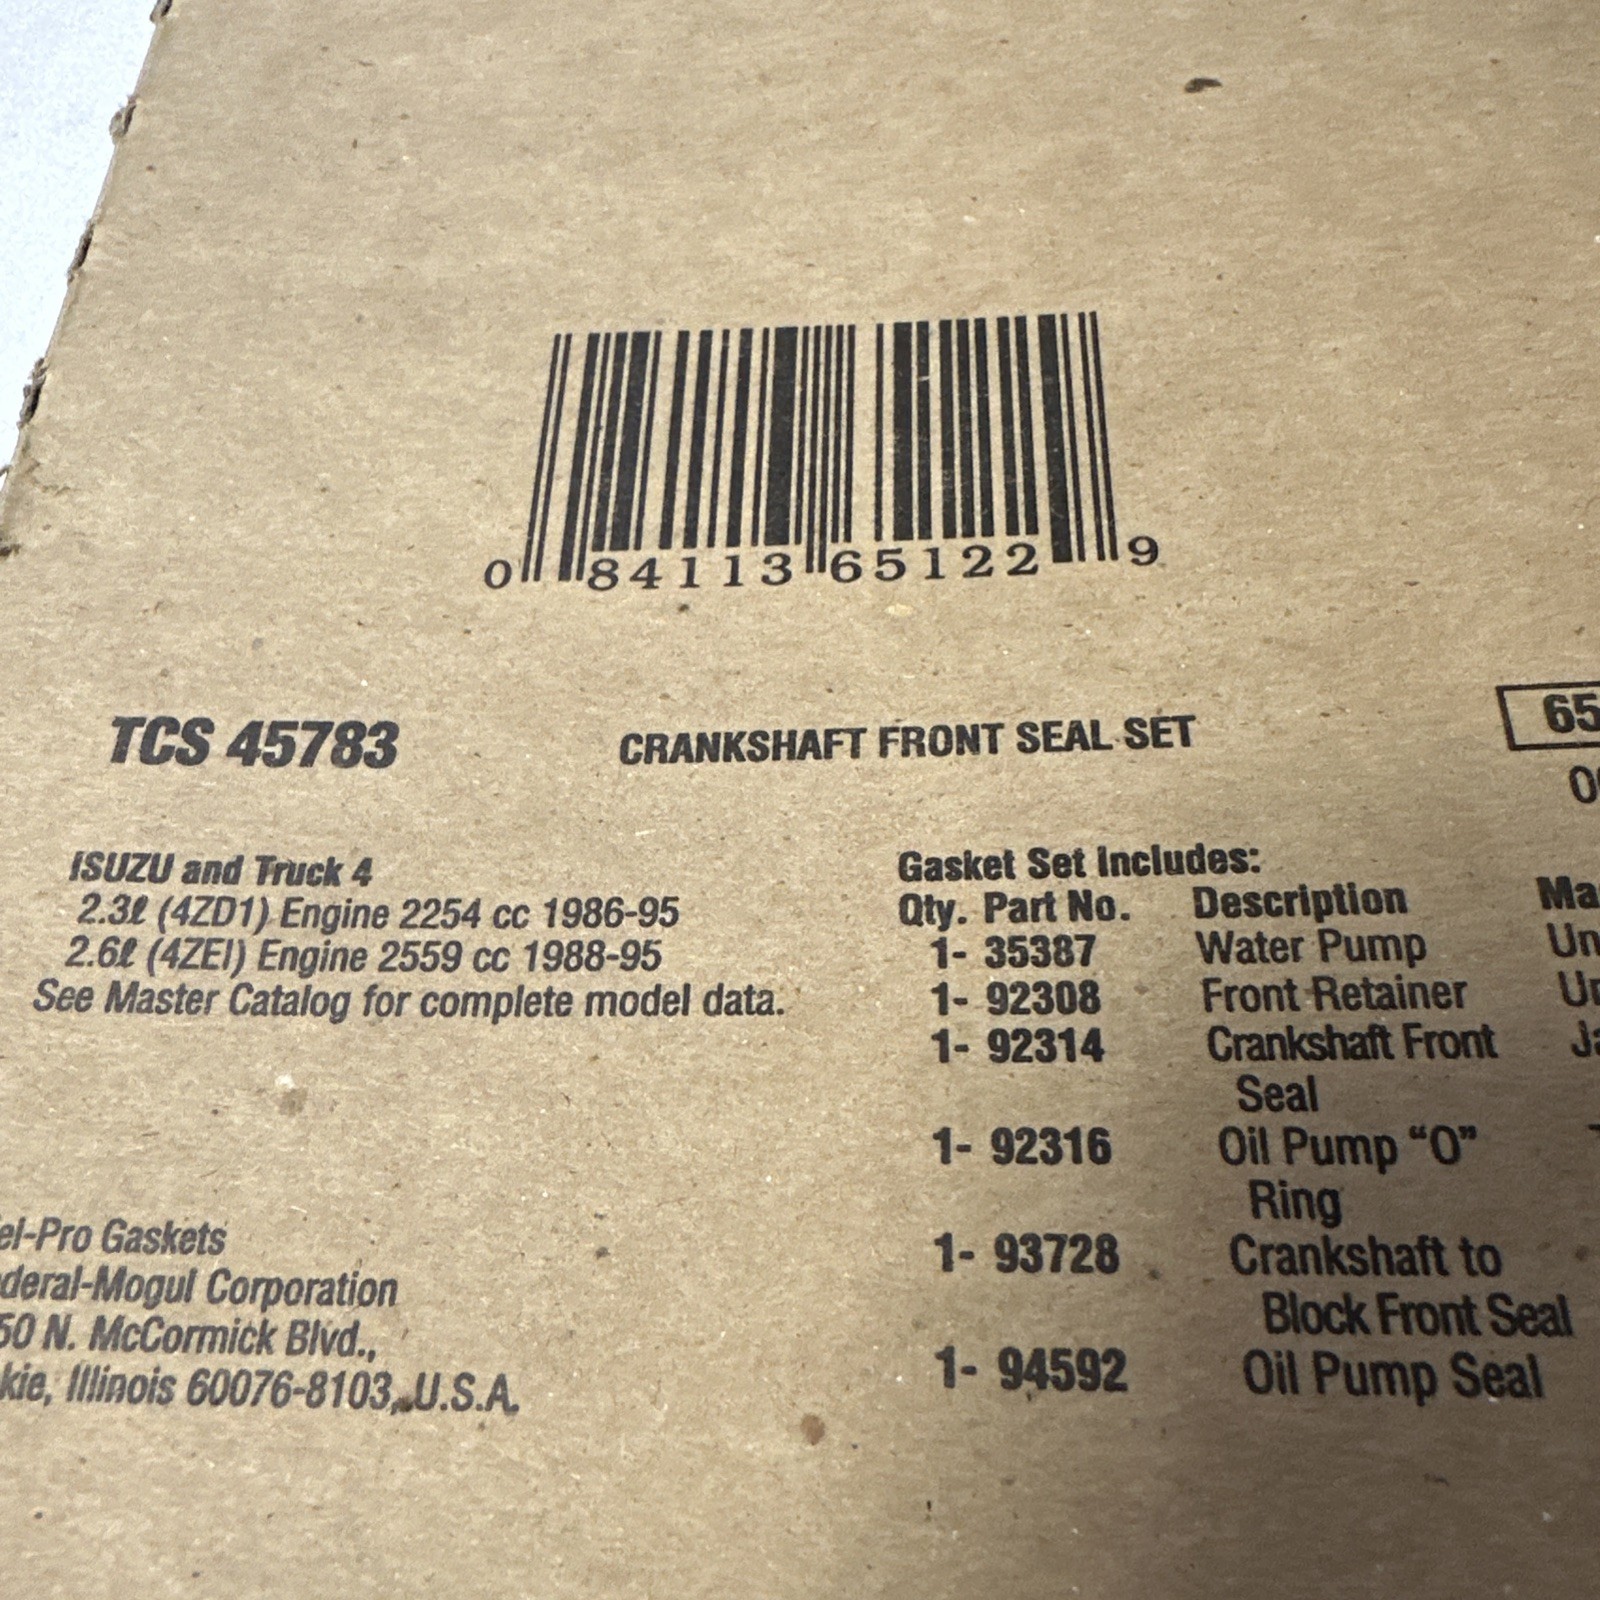 0 84113 65122 9
TCS 45783 CRANKSHAFT FRONT SEAL SET
ISUZU and Truck 4
2.3ℓ (4ZD1) Engine 2254 cc 1986-95
2.6ℓ (4ZEI) Engine 2559 cc 1988-95
See Master Catalog for complete model data.
Gasket Set Includes:
Qty. Part No. Description
1- 35387 Water Pump
1- 92308 Front Retainer
1- 92314 Crankshaft Front
Seal
1- 92316 Oil Pump “O”
Ring
1- 93728 Crankshaft to
Block Front Seal
1- 94592 Oil Pump Seal
el-Pro Gaskets
deral-Mogul Corporation
50 N. McCormick Blvd.,
kie, Illinois 60076-8103, U.S.A.